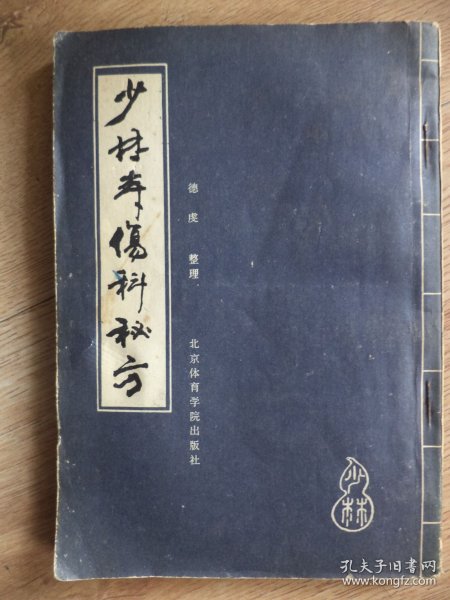 少林寺傷科秘方
德虔 整理
北京体育学院出版社
少林
孔夫子旧书网
www.kongfz.com